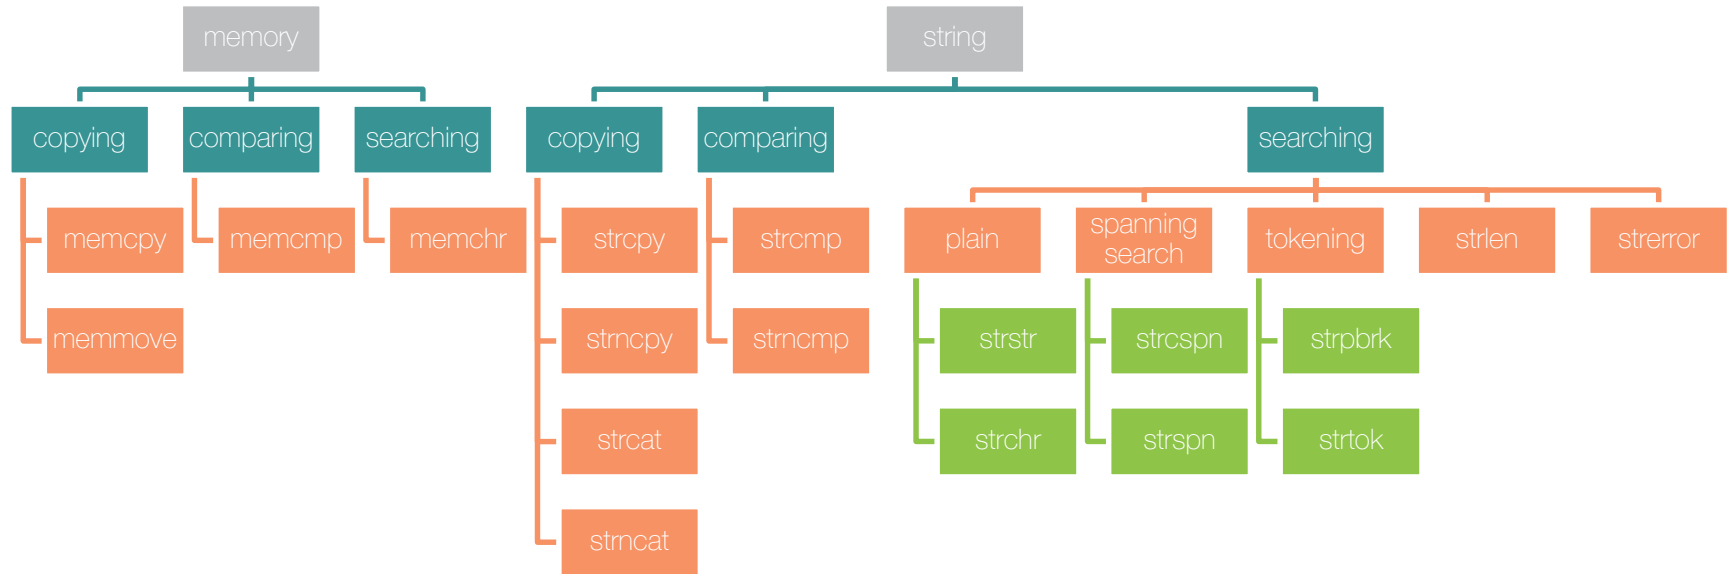 memory
string
copying
comparing
searching
copying
comparing
searching
memcpy
memcmp
memchr
strcpy
strcmp
plain
spanning
search
tokening
strlen
strerror
memmove
strncpy
strncmp
strstr
strcspn
strpbrk
strcat
strchr
strspn
strtok
strncat